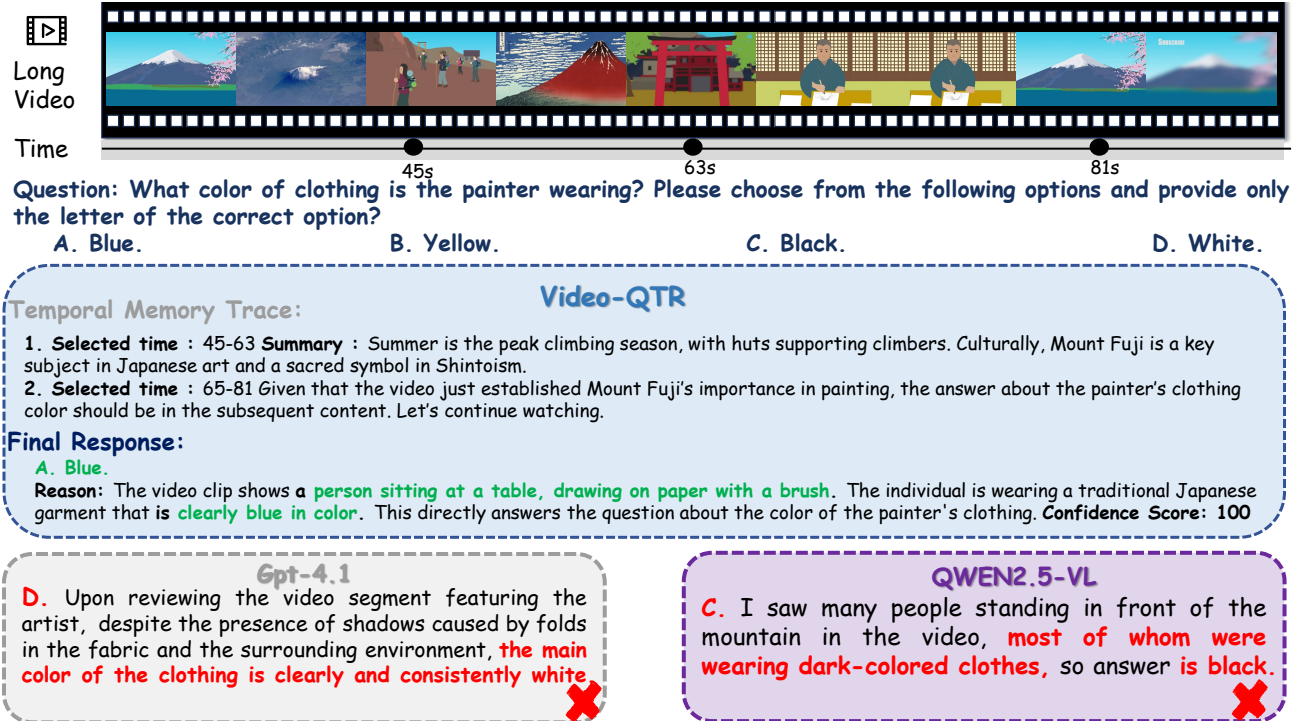 Long
Video
SUBSCRIBE
Time
45s
63s
81s
Question: What color of clothing is the painter wearing? Please choose from the following options and provide only
the letter of the correct option?
A. Blue.
B. Yellow.
C. Black.
D. White.
Video-QTR
Temporal Memory Trace:
1. Selected time : 45-63 Summary : Summer is the peak climbing season, with huts supporting climbers. Culturally, Mount Fuji is a key
subject in Japanese art and a sacred symbol in Shintoism.
2. Selected time : 65-81 Given that the video just established Mount Fuji’s importance in painting, the answer about the painter’s clothing
color should be in the subsequent content. Let’s continue watching.
Final Response:
A. Blue.
Reason: The video clip shows a person sitting at a table, drawing on paper with a brush. The individual is wearing a traditional Japanese
garment that is clearly blue in color. This directly answers the question about the color of the painter's clothing. Confidence Score: 100
Gpt-4.1
D. Upon reviewing the video segment featuring the
artist, despite the presence of shadows caused by folds
in the fabric and the surrounding environment, the main
color of the clothing is clearly and consistently white
QWEN2.5-VL
C. I saw many people standing in front of the
mountain in the video, most of whom were
wearing dark-colored clothes, so answer is black.